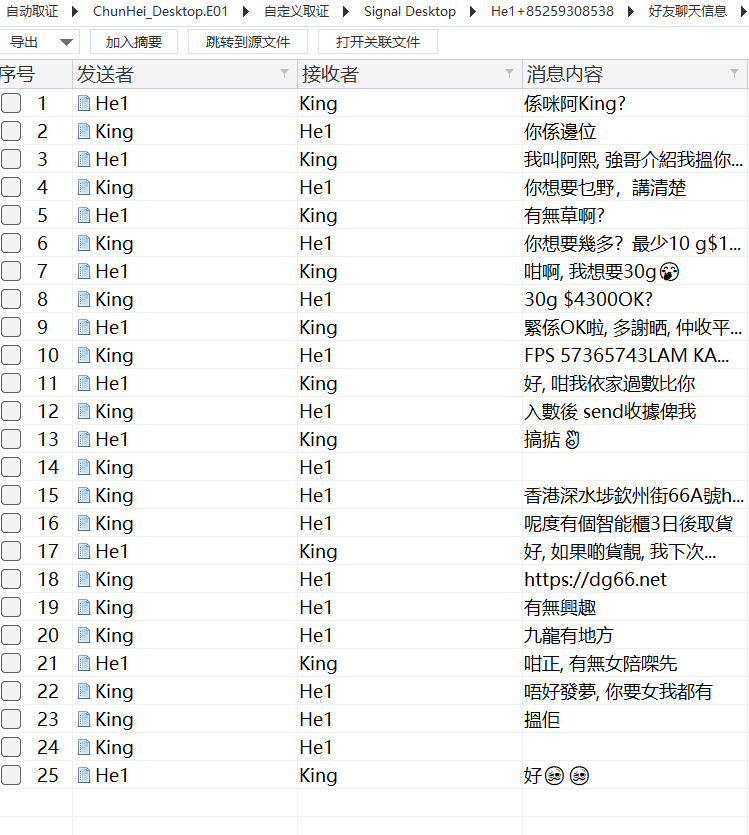 自动取证 ChunHei_Desktop.E01 自定义取证 Signal Desktop He1+85259308538 好友聊天信息
导出 加入摘要 跳转到源文件 打开关联文件
序号 发送者 接收者 消息内容
1 He1 King 係咪阿King?
2 King He1 你係邊位
3 He1 King 我叫阿熙, 強哥介紹我搵你...
4 King He1 你想要乜野，講清楚
5 He1 King 有無草啊?
6 King He1 你想要幾多？最少10 g$1...
7 He1 King 咁啊, 我想要30g😭
8 King He1 30g $4300OK?
9 He1 King 緊係OK啦, 多謝晒, 仲收平...
10 King He1 FPS 57365743LAM KA...
11 He1 King 好, 咁我依家過數比你
12 King He1 入數後 send收據俾我
13 He1 King 搞掂👌
14 King He1
15 King He1 香港深水埗欽州街66A號h...
16 King He1 呢度有個智能櫃3日後取貨
17 He1 King 好, 如果啲貨靚, 我下次...
18 King He1 https://dg66.net
19 King He1 有無興趣
20 King He1 九龍有地方
21 He1 King 咁正, 有無女陪㗎先
22 King He1 唔好發夢, 你要女我都有
23 King He1 搵佢
24 King He1
25 He1 King 好